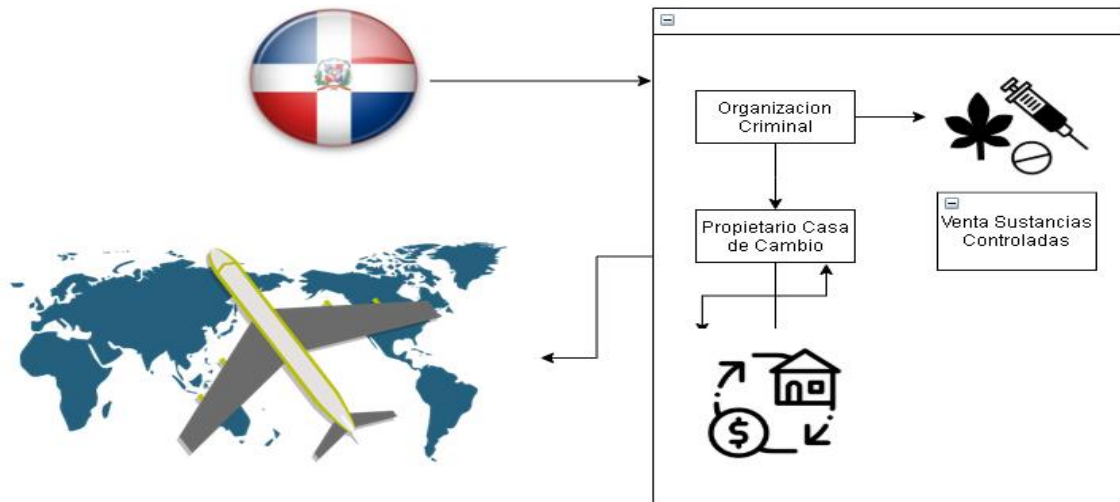 Organizacion
Criminal
Propietario Casa
de Cambio
Venta Sustancias
Controladas
$